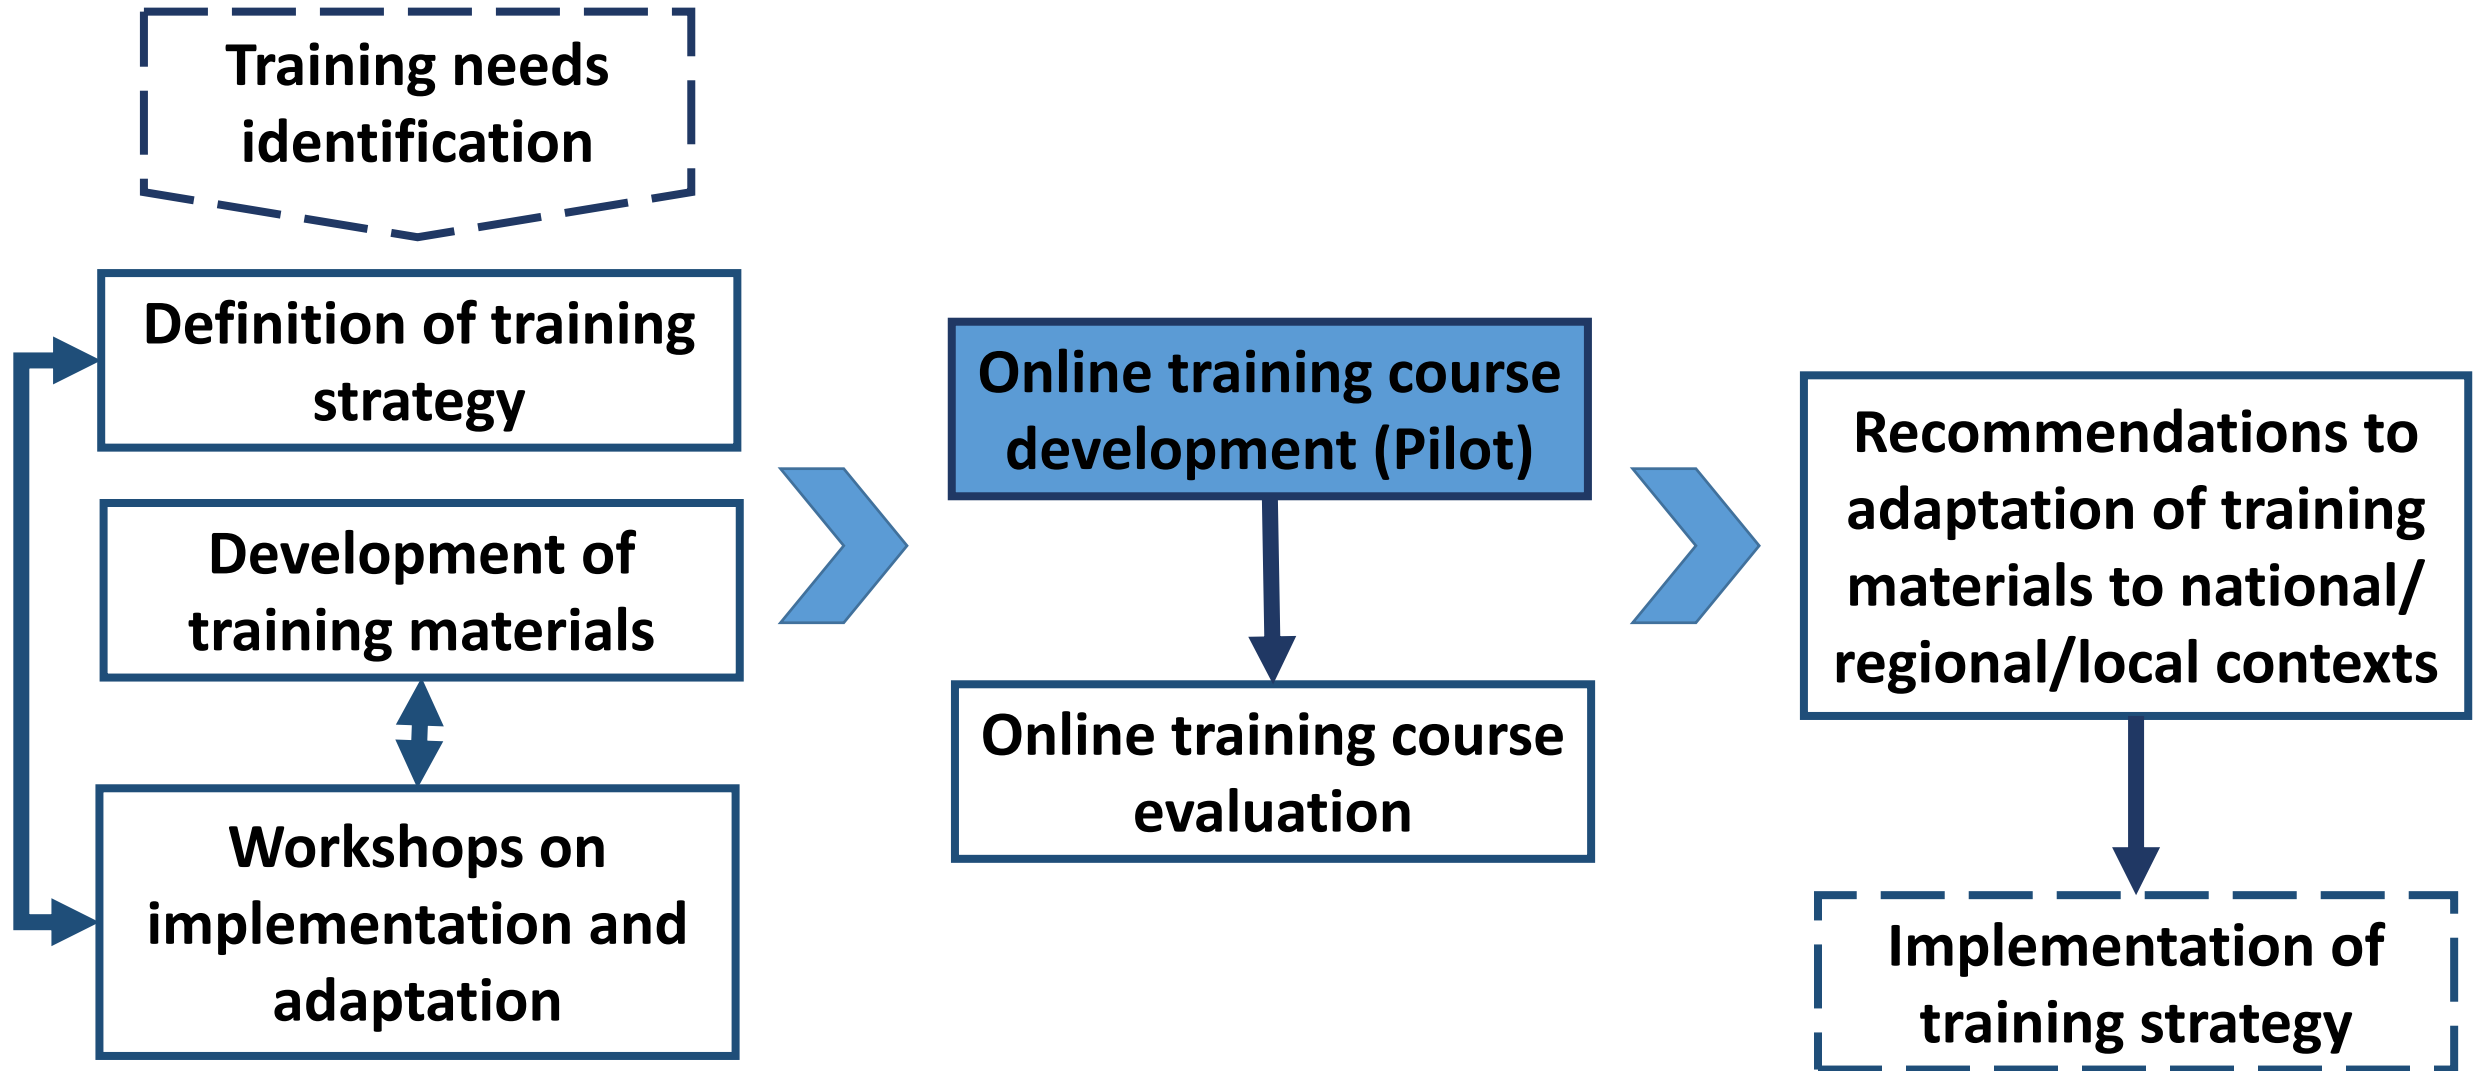 Training needs
identification
Definition of training
strategy
Development of
training materials
Workshops on
implementation and
adaptation
Online training course
development (Pilot)
Online training course
evaluation
Recommendations to
adaptation of training
materials to national/
regional/local contexts
Implementation of
training strategy